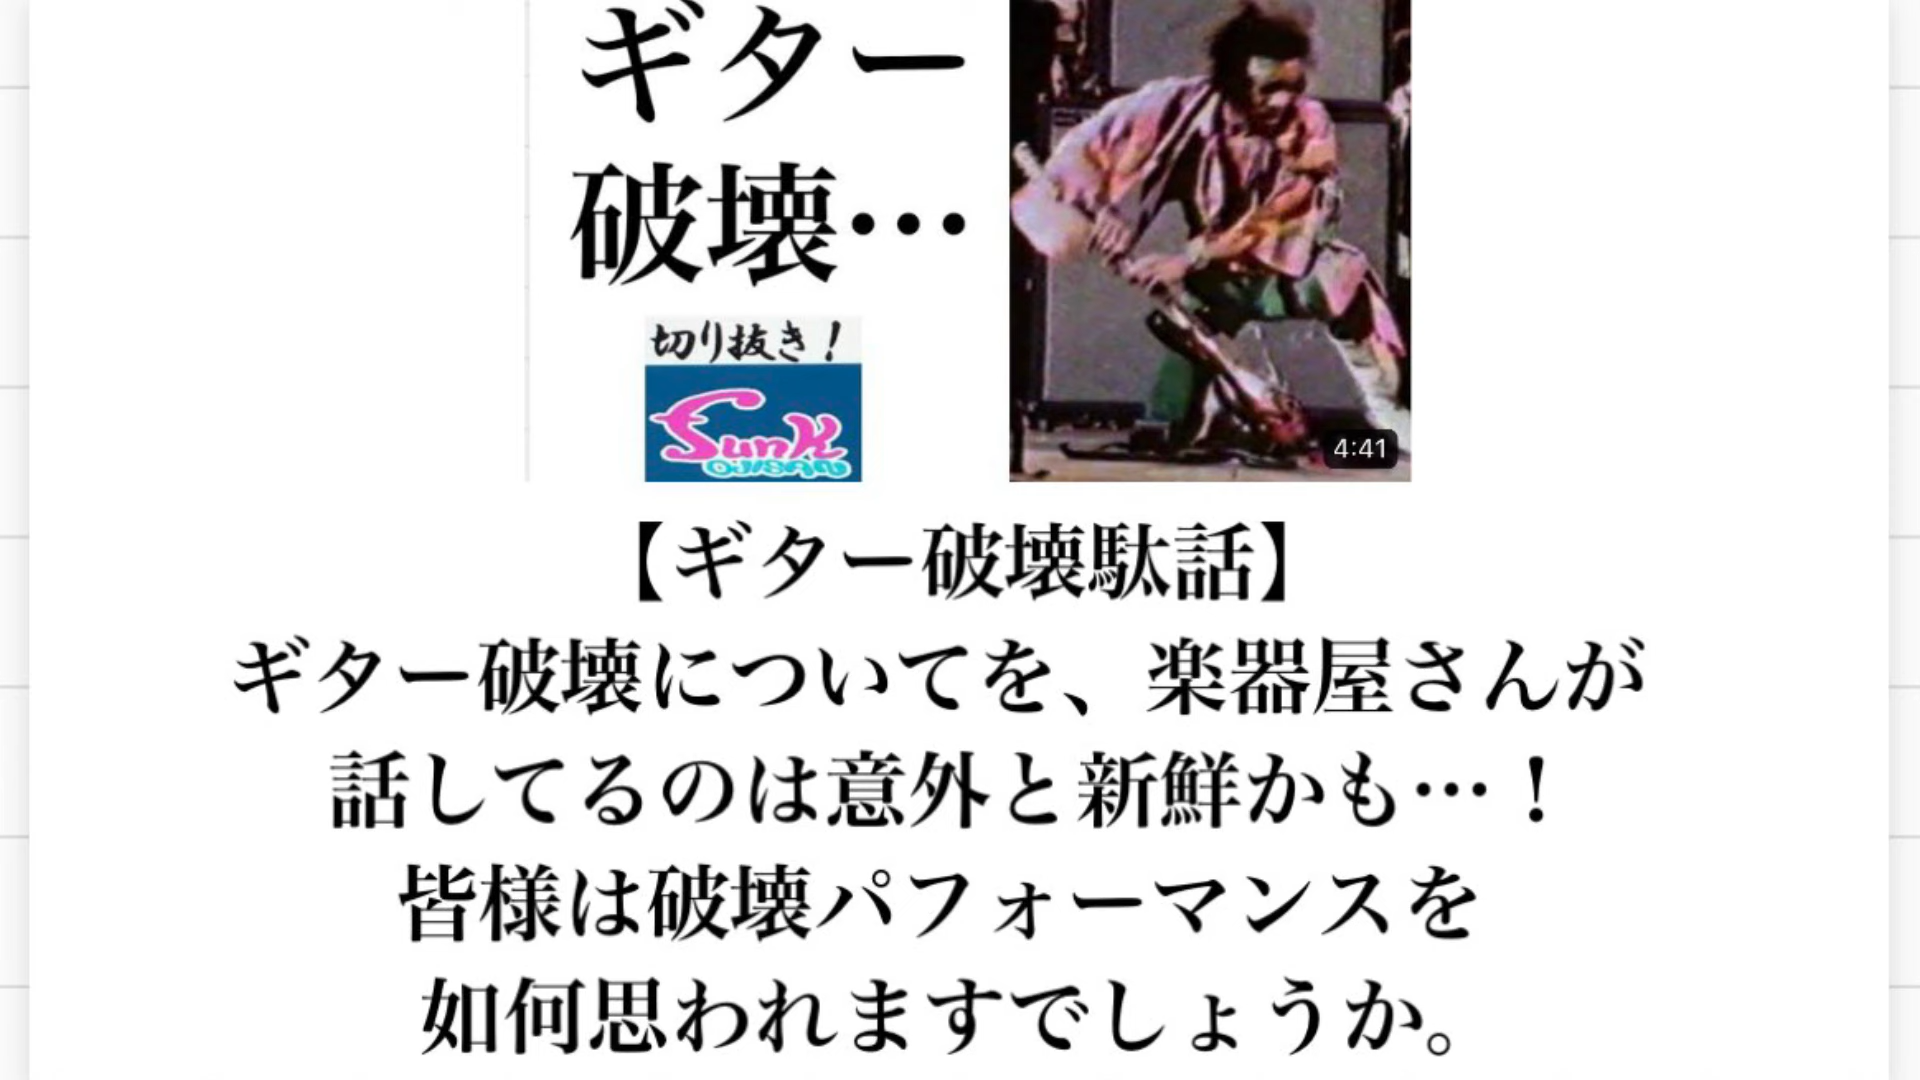 ギター
破壊…
切り抜き!
SunK
OJISAN
4:41
【ギター破壊駄話】
ギター破壊についてを、楽器屋さんが
話してるのは意外と新鮮かも…!
皆様は破壊パフォーマンスを
如何思われますでしょうか。